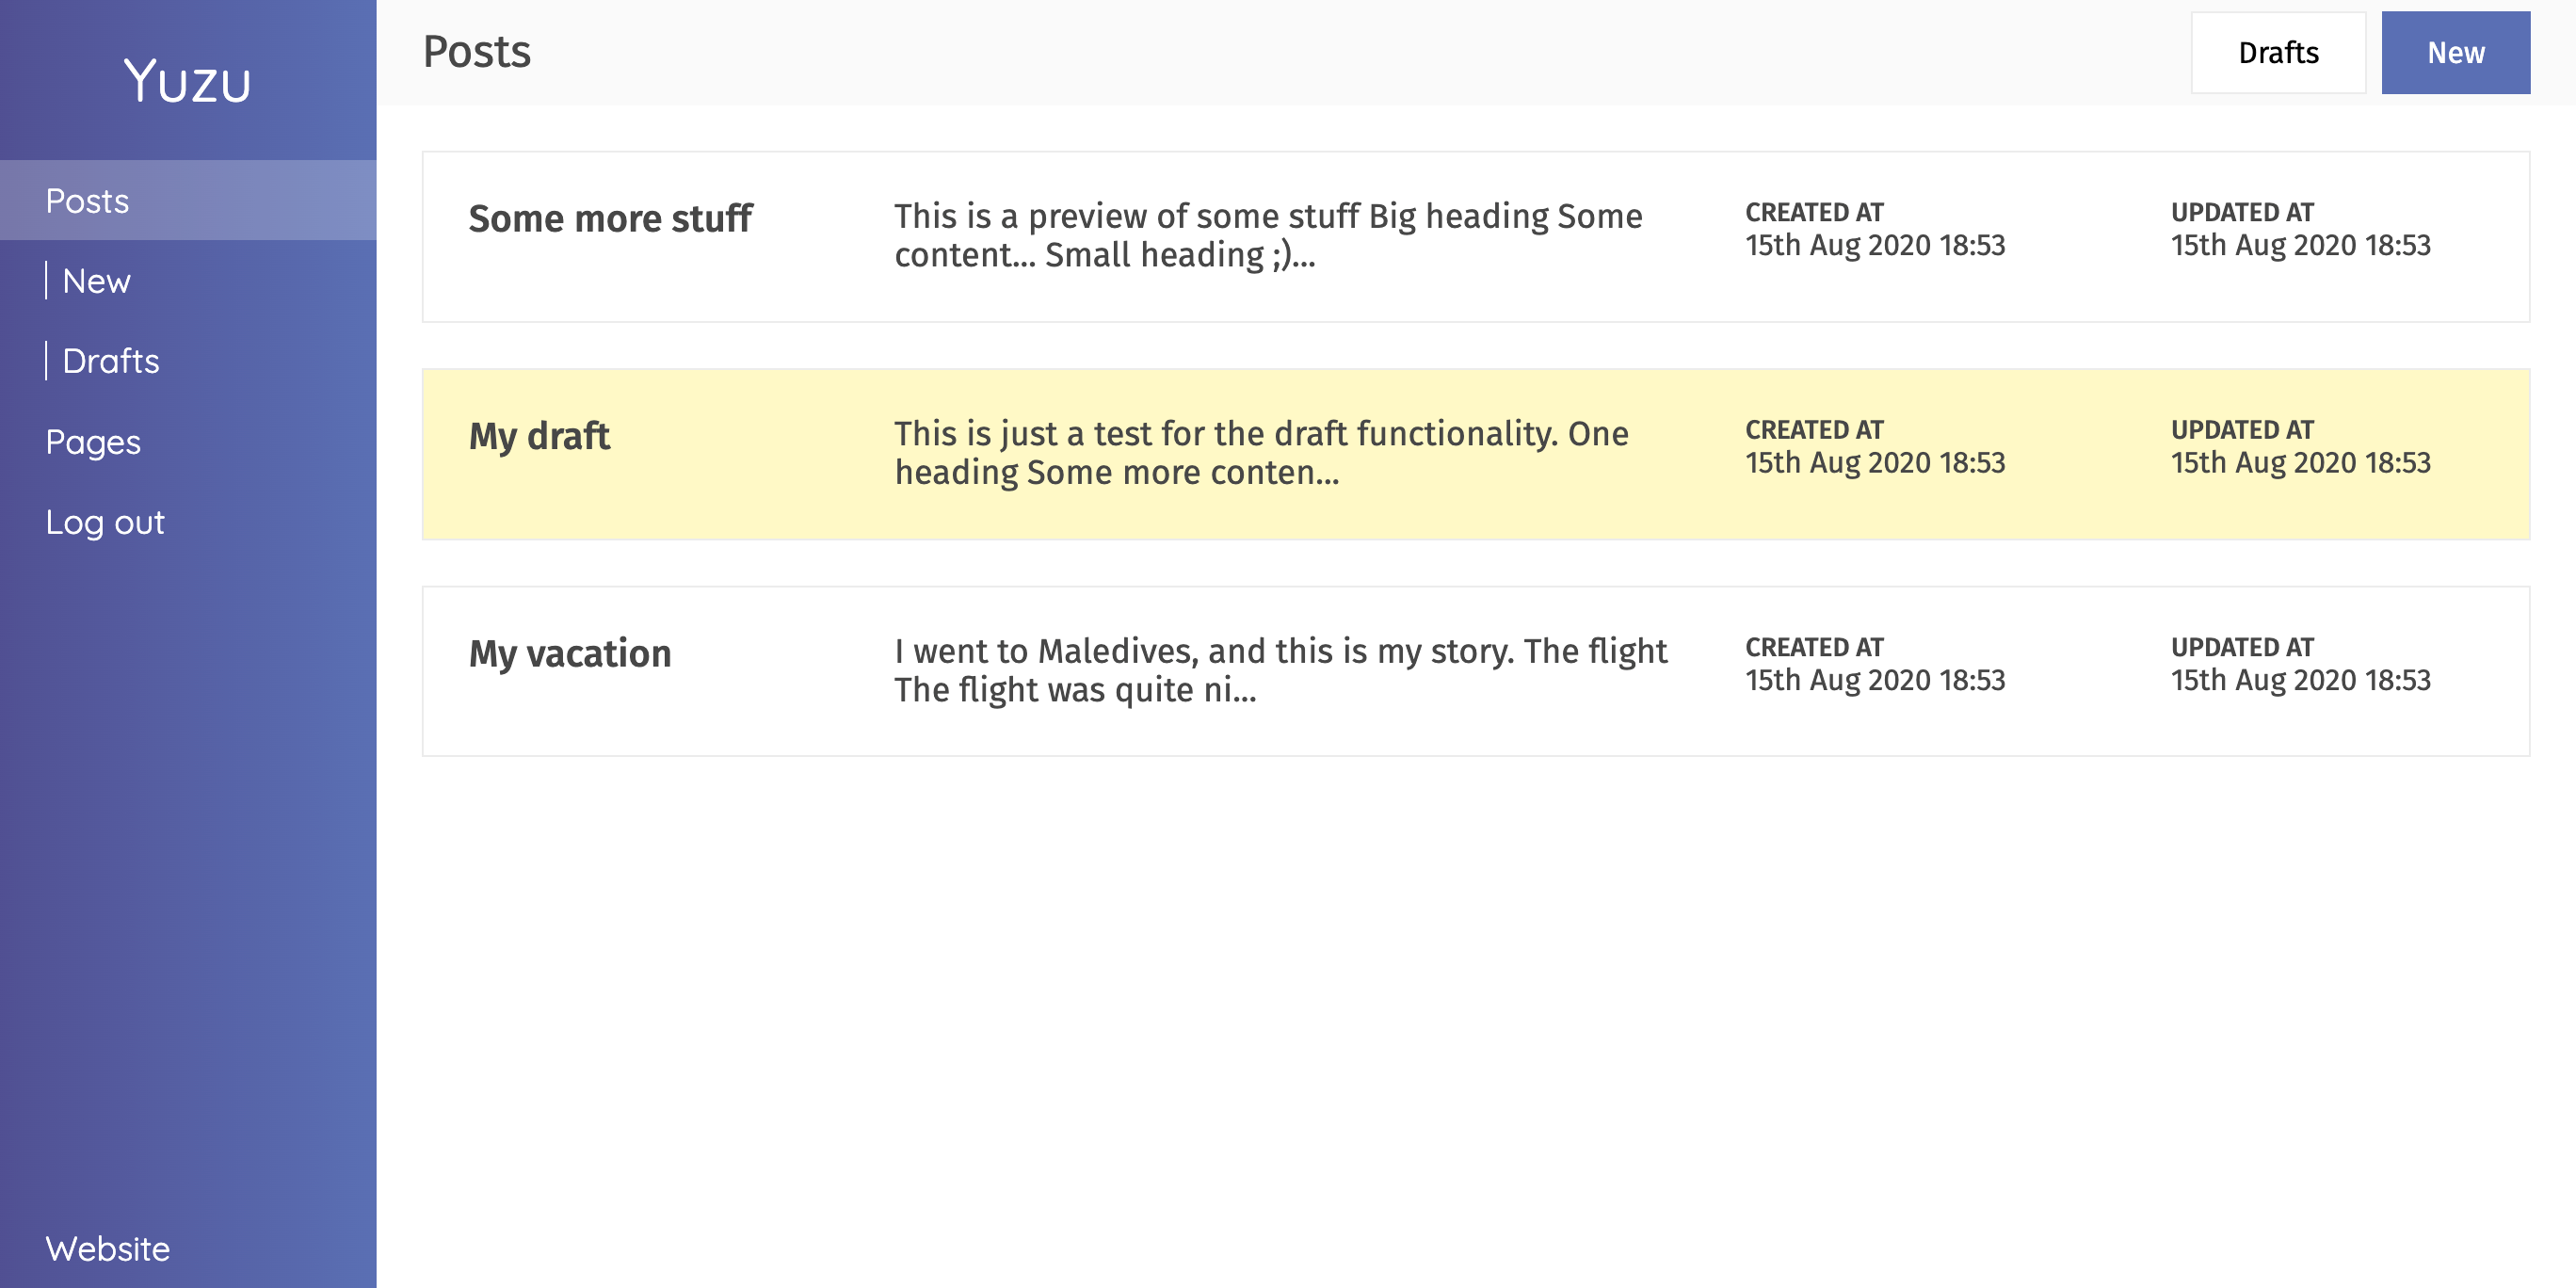 Yuzu
Posts
New
Drafts
Pages
Log out
Website
Posts
Drafts
New
Some more stuff
This is a preview of some stuff Big heading Some
content... Small heading ;)...
CREATED AT
15th Aug 2020 18:53
UPDATED AT
15th Aug 2020 18:53
My draft
This is just a test for the draft functionality. One
heading Some more conten...
CREATED AT
15th Aug 2020 18:53
UPDATED AT
15th Aug 2020 18:53
My vacation
I went to Maledives, and this is my story. The flight
The flight was quite ni...
CREATED AT
15th Aug 2020 18:53
UPDATED AT
15th Aug 2020 18:53